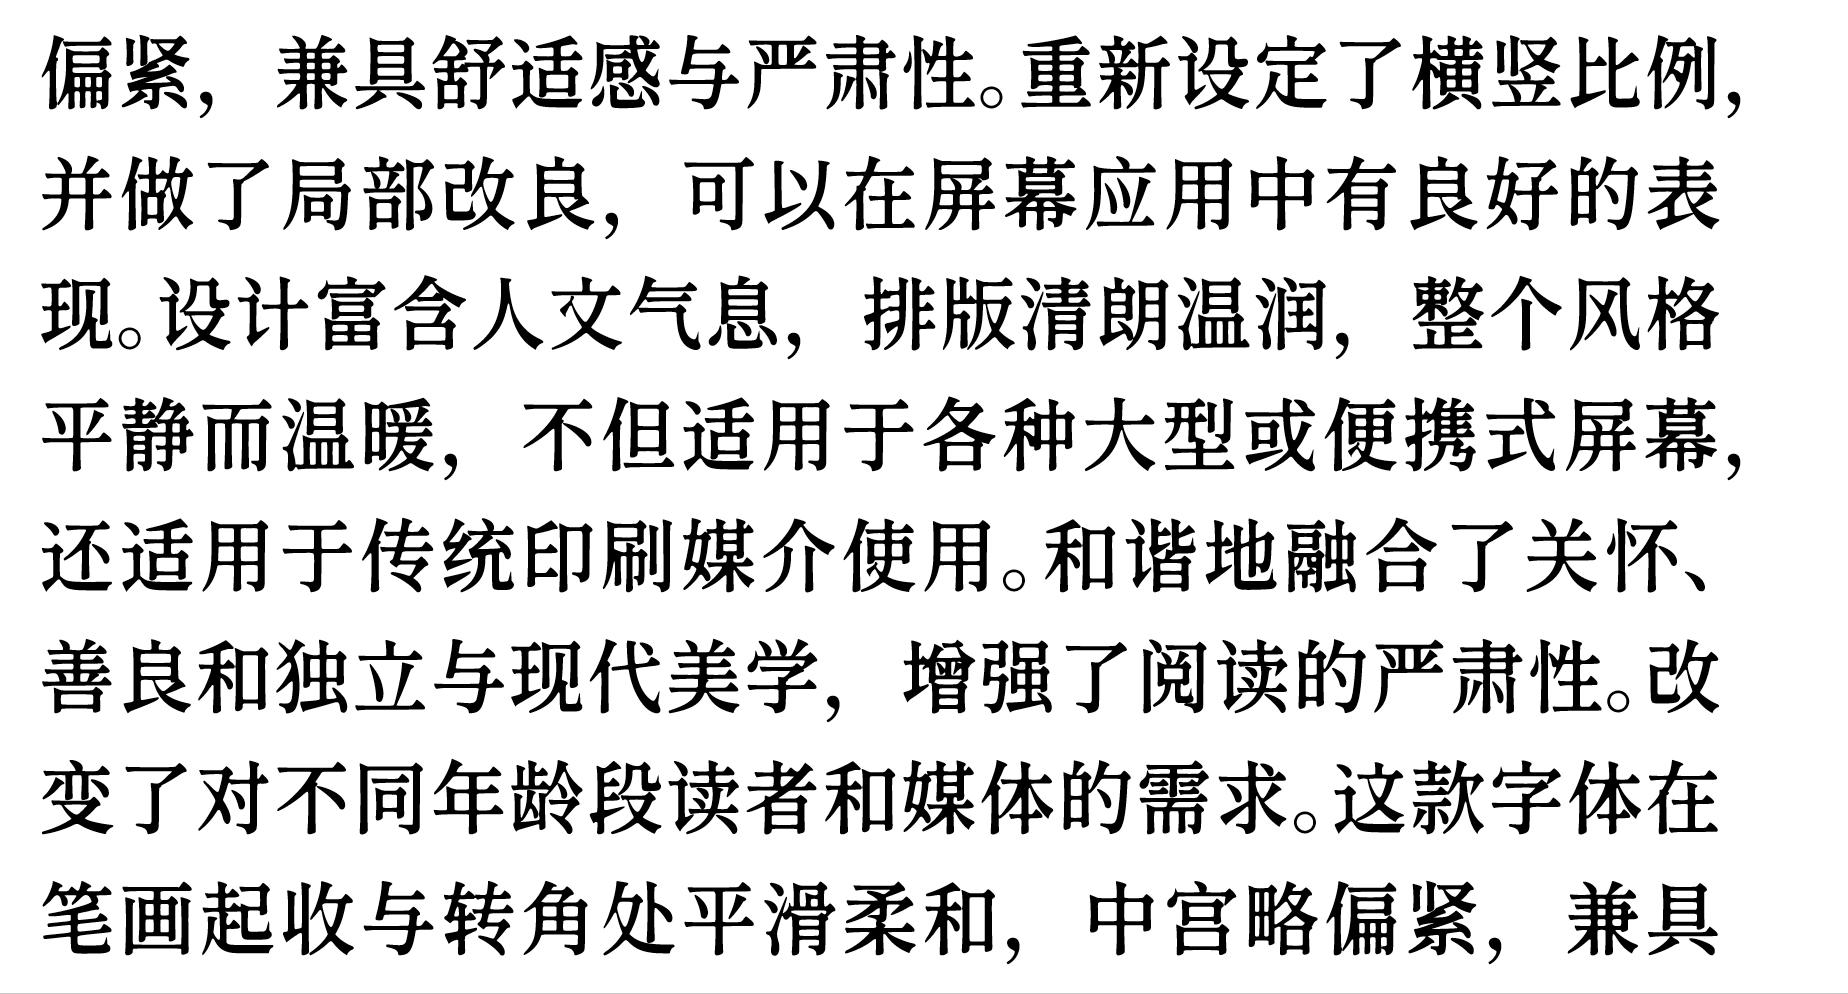 偏紧，兼具舒适感与严肃性。重新设定了横竖比例，
并做了局部改良，可以在屏幕应用中有良好的表
现。设计富含人文气息，排版清朗温润，整个风格
平静而温暖，不但适用于各种大型或便携式屏幕，
还适用于传统印刷媒介使用。和谐地融合了关怀、
善良和独立与现代美学，增强了阅读的严肃性。改
变了对不同年龄段读者和媒体的需求。这款字体在
笔画起收与转角处平滑柔和，中宫略偏紧，兼具